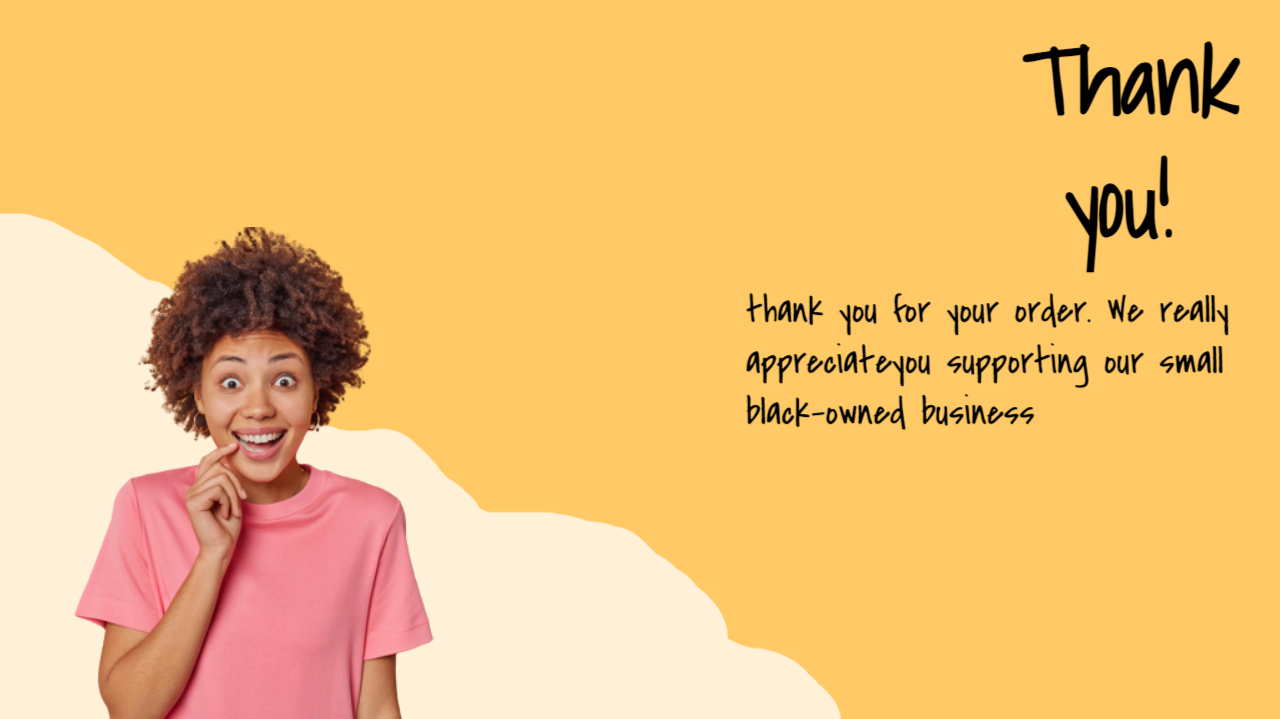 Thank
you!
thank you for your order. We really
appreciateyou supporting our small
black-owned business